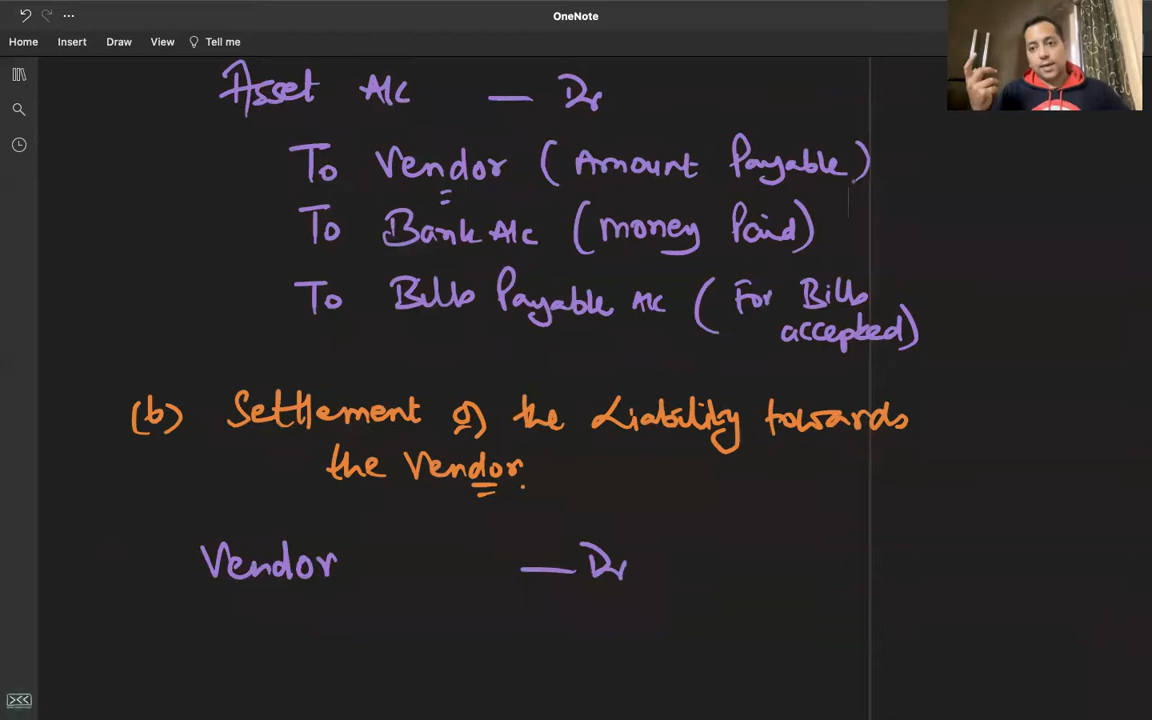 OneNote
Home Insert Draw View Tell me
Asset A/c — Dr
To Vendor (Amount Payable)
To Bank A/c (Money Paid)
To Bills Payable A/c (For Bills
accepted)
(b) Settlement of the Liability towards
the Vendor.
Vendor — Dr